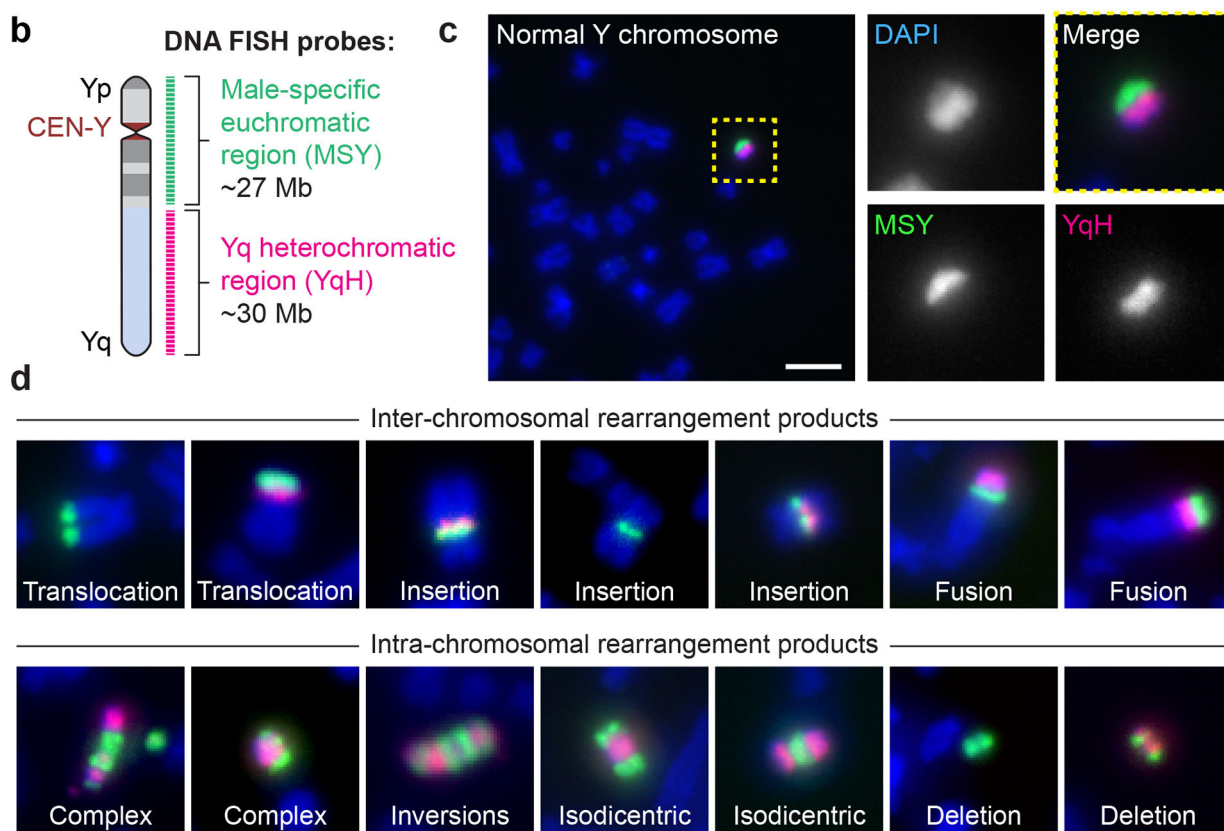 b
DNA FISH probes:
Yp
CEN-Y
Yq
Male-specific
euchromatic
region (MSY)
~27 Mb
Yq heterochromatic
region (YqH)
~30 Mb
c
Normal Y chromosome
DAPI
Merge
MSY
YqH
d
Inter-chromosomal rearrangement products
Translocation
Translocation
Insertion
Insertion
Insertion
Fusion
Fusion
Intra-chromosomal rearrangement products
Complex
Complex
Inversions
Isodicentric
Isodicentric
Deletion
Deletion